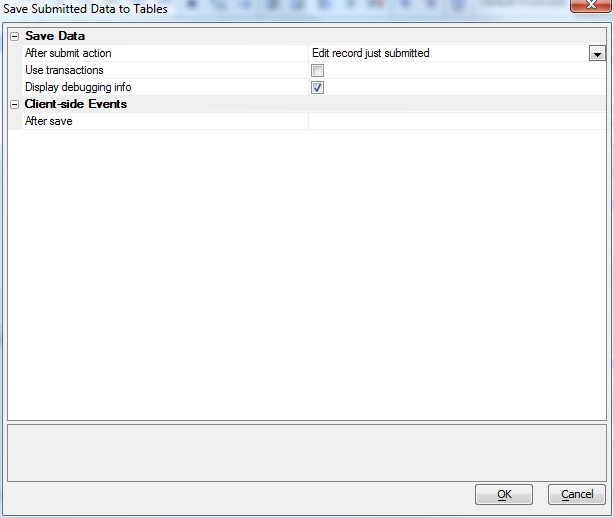 Save Submitted Data to Tables
Save Data
After submit action Edit record just submitted
Use transactions
Display debugging info
Client-side Events
After save
OK
Cancel